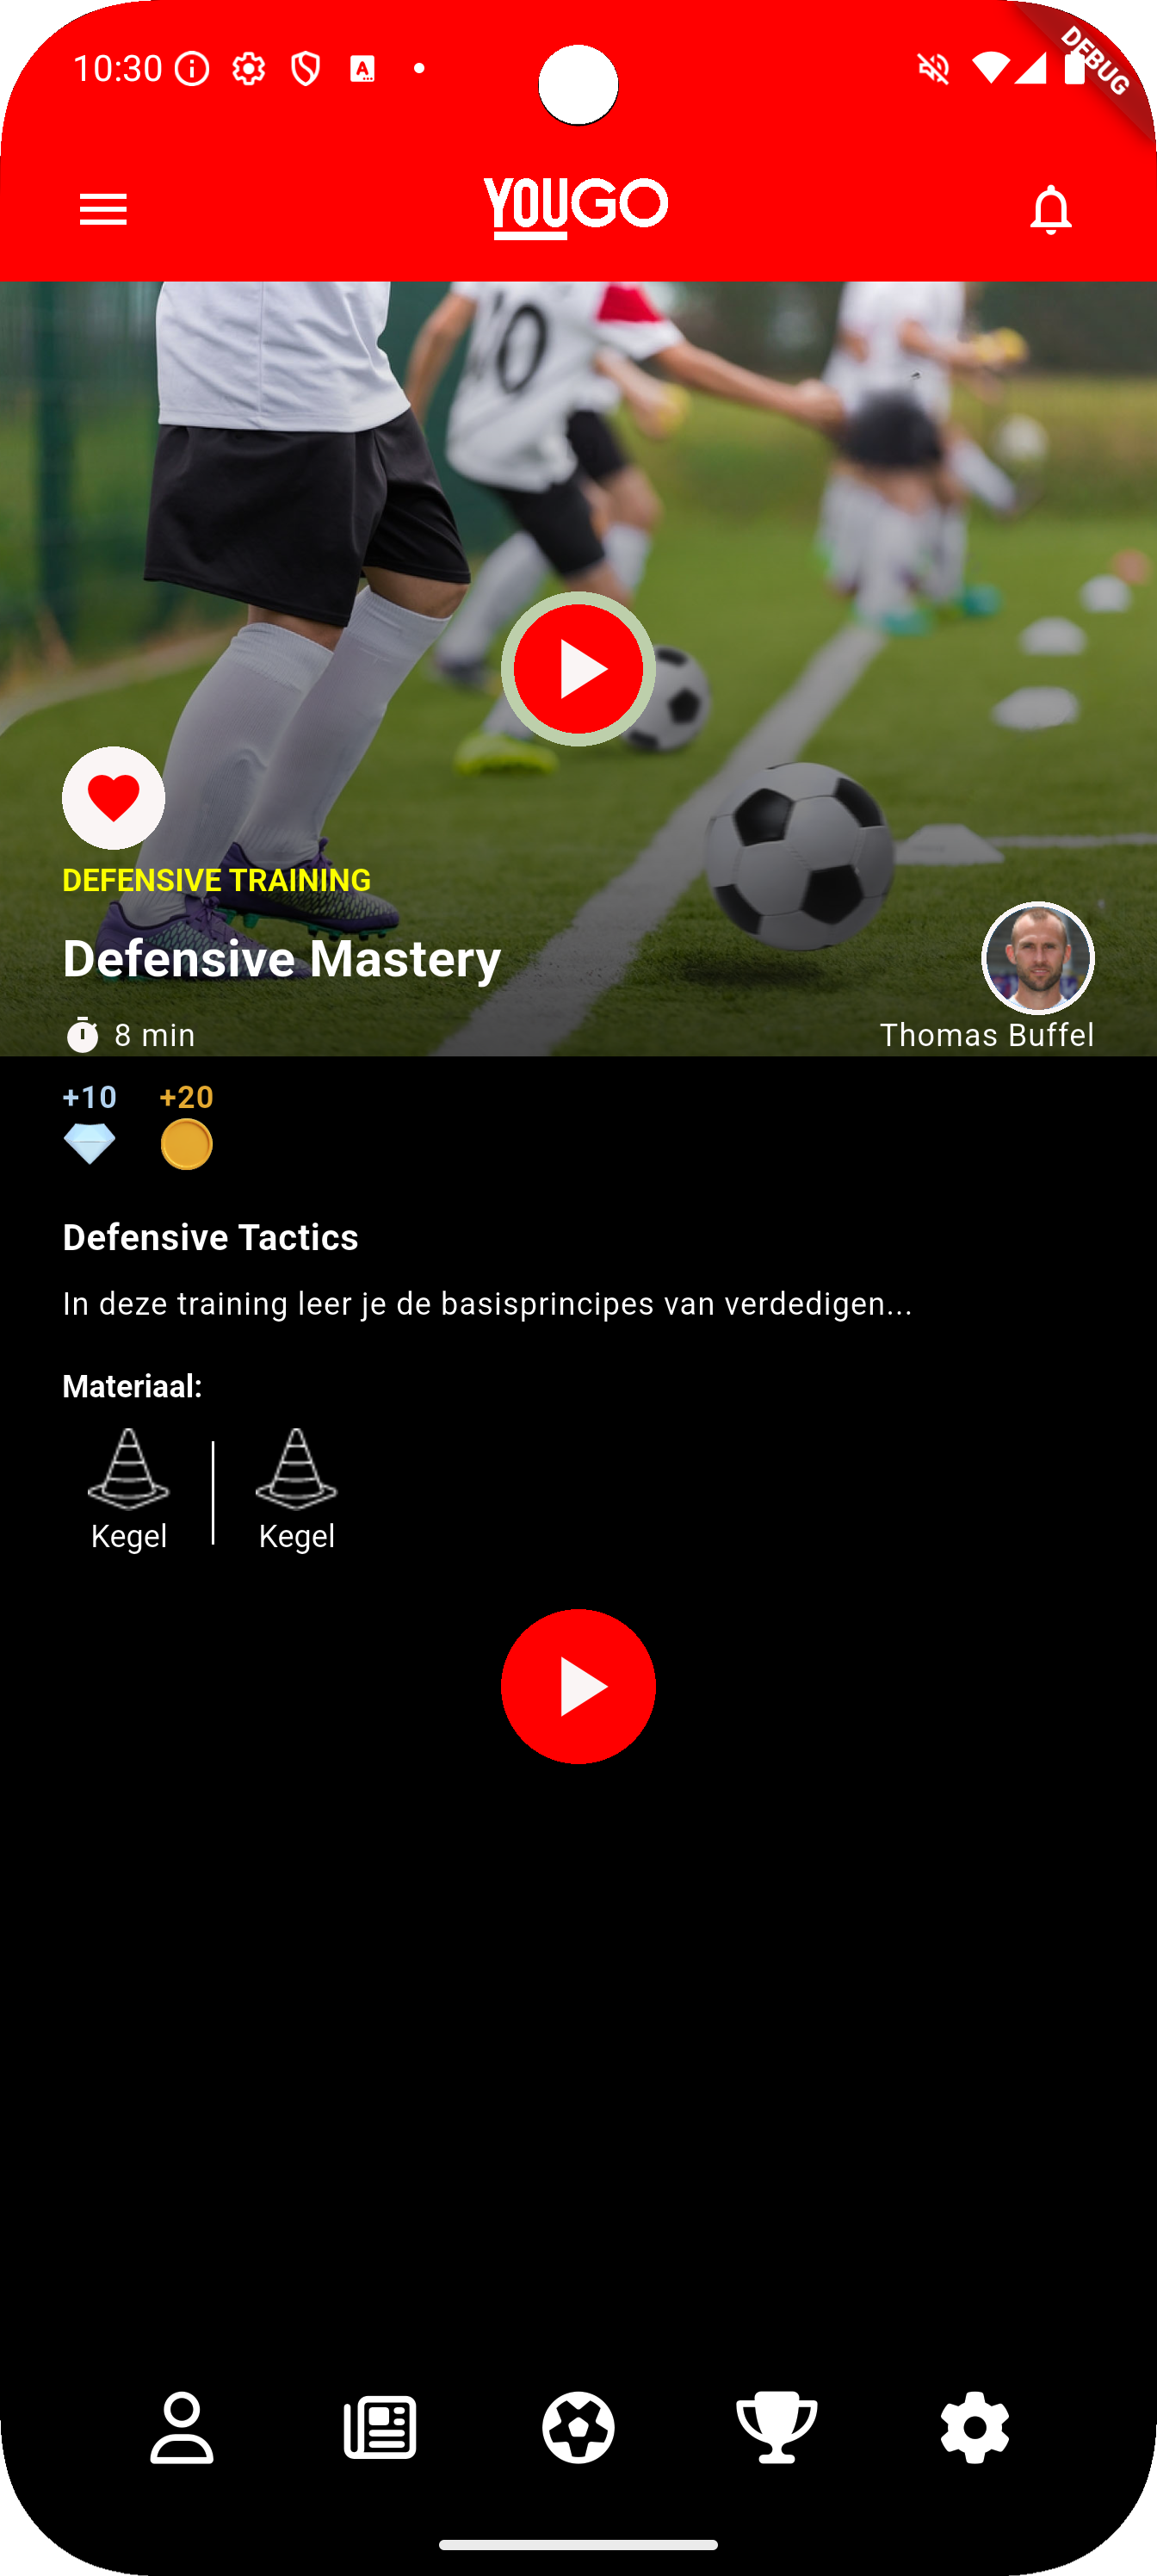 10:30
DEBUG
YOUGO
10
DEFENSIVE TRAINING
Defensive Mastery
8 min
Thomas Buffel
+10 +20
Defensive Tactics
In deze training leer je de basisprincipes van verdedigen...
Materiaal:
Kegel Kegel